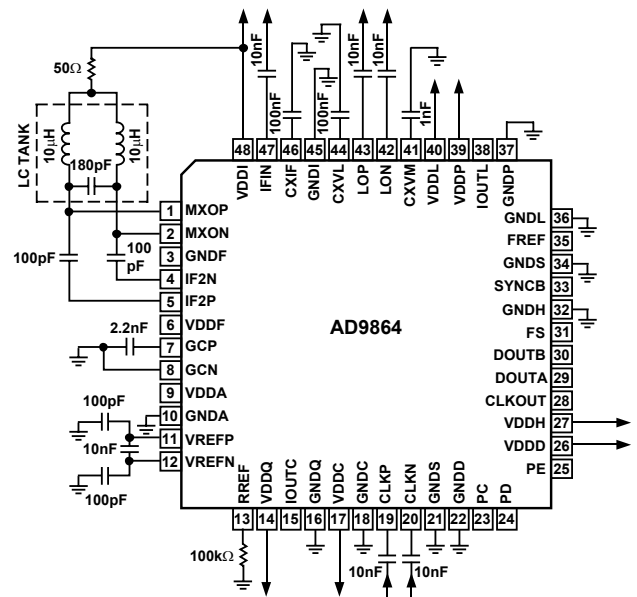 10nF
10nF
10nF
50Ω
100nF
100nF
1nF
LC TANK
10μH
10μH
180pF
48
47
46
45
44
43
42
41
40
39
38
37
VDDI
IFIN
CXIF
GNDI
CXVL
LOP
LON
CXVM
VDDL
VDDP
IOUTL
GNDP
1 MXOP
2 MXON
3 GNDF
4 IF2N
5 IF2P
6 VDDF
7 GCP
8 GCN
9 VDDA
10 GNDA
11 VREFP
12 VREFN
100pF
100
pF
2.2nF
100pF
10nF
100pF
AD9864
GNDL 36
FREF 35
GNDS 34
SYNCB 33
GNDH 32
FS 31
DOUTB 30
DOUTA 29
CLKOUT 28
VDDH 27
VDDD 26
PE 25
RREF
VDDQ
IOUTC
GNDQ
VDDC
GNDC
CLKP
CLKN
GNDS
GNDD
PC
PD
13
14
15
16
17
18
19
20
21
22
23
24
100kΩ
10nF
10nF